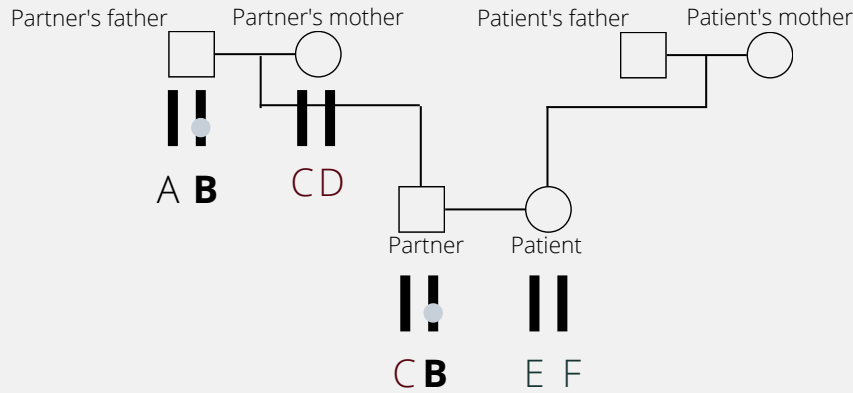 Partner's father Partner's mother Patient's father Patient's mother
A B C D
Partner Patient
C B E F